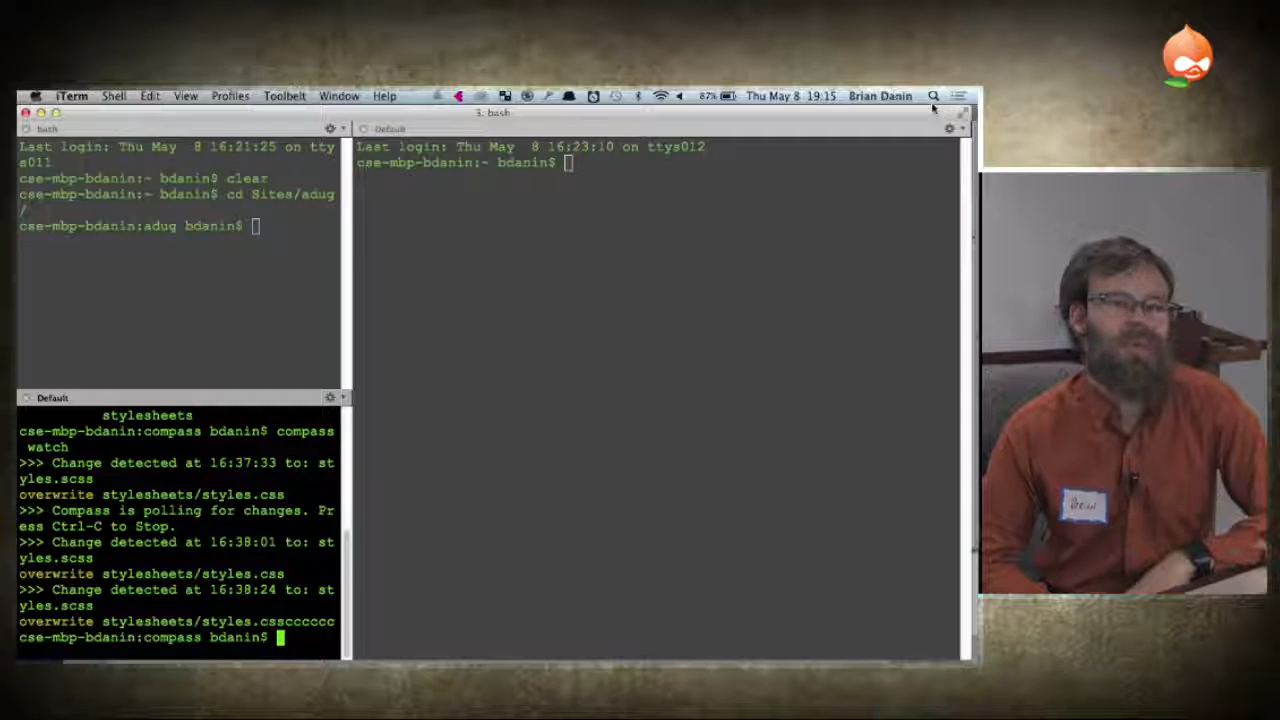 iTerm Shell Edit View Profiles Toolbelt Window Help 87% Thu May 8 19:15 Brian Danin
3. bash
bash
Default
Last login: Thu May  8 16:21:25 on tty
s011
cse-mbp-bdanin:~ bdanin$ clear
cse-mbp-bdanin:~ bdanin$ cd Sites/adug
/
cse-mbp-bdanin:adug bdanin$
Last login: Thu May  8 16:23:10 on ttys012
cse-mbp-bdanin:~ bdanin$
Default
stylesheets
cse-mbp-bdanin:compass bdanin$ compass
watch
>>> Change detected at 16:37:33 to: st
yles.scss
overwrite stylesheets/styles.css
>>> Compass is polling for changes. Pr
ess Ctrl-C to Stop.
>>> Change detected at 16:38:01 to: st
yles.scss
overwrite stylesheets/styles.css
>>> Change detected at 16:38:24 to: st
yles.scss
overwrite stylesheets/styles.csscccccc
cse-mbp-bdanin:compass bdanin$
Brian